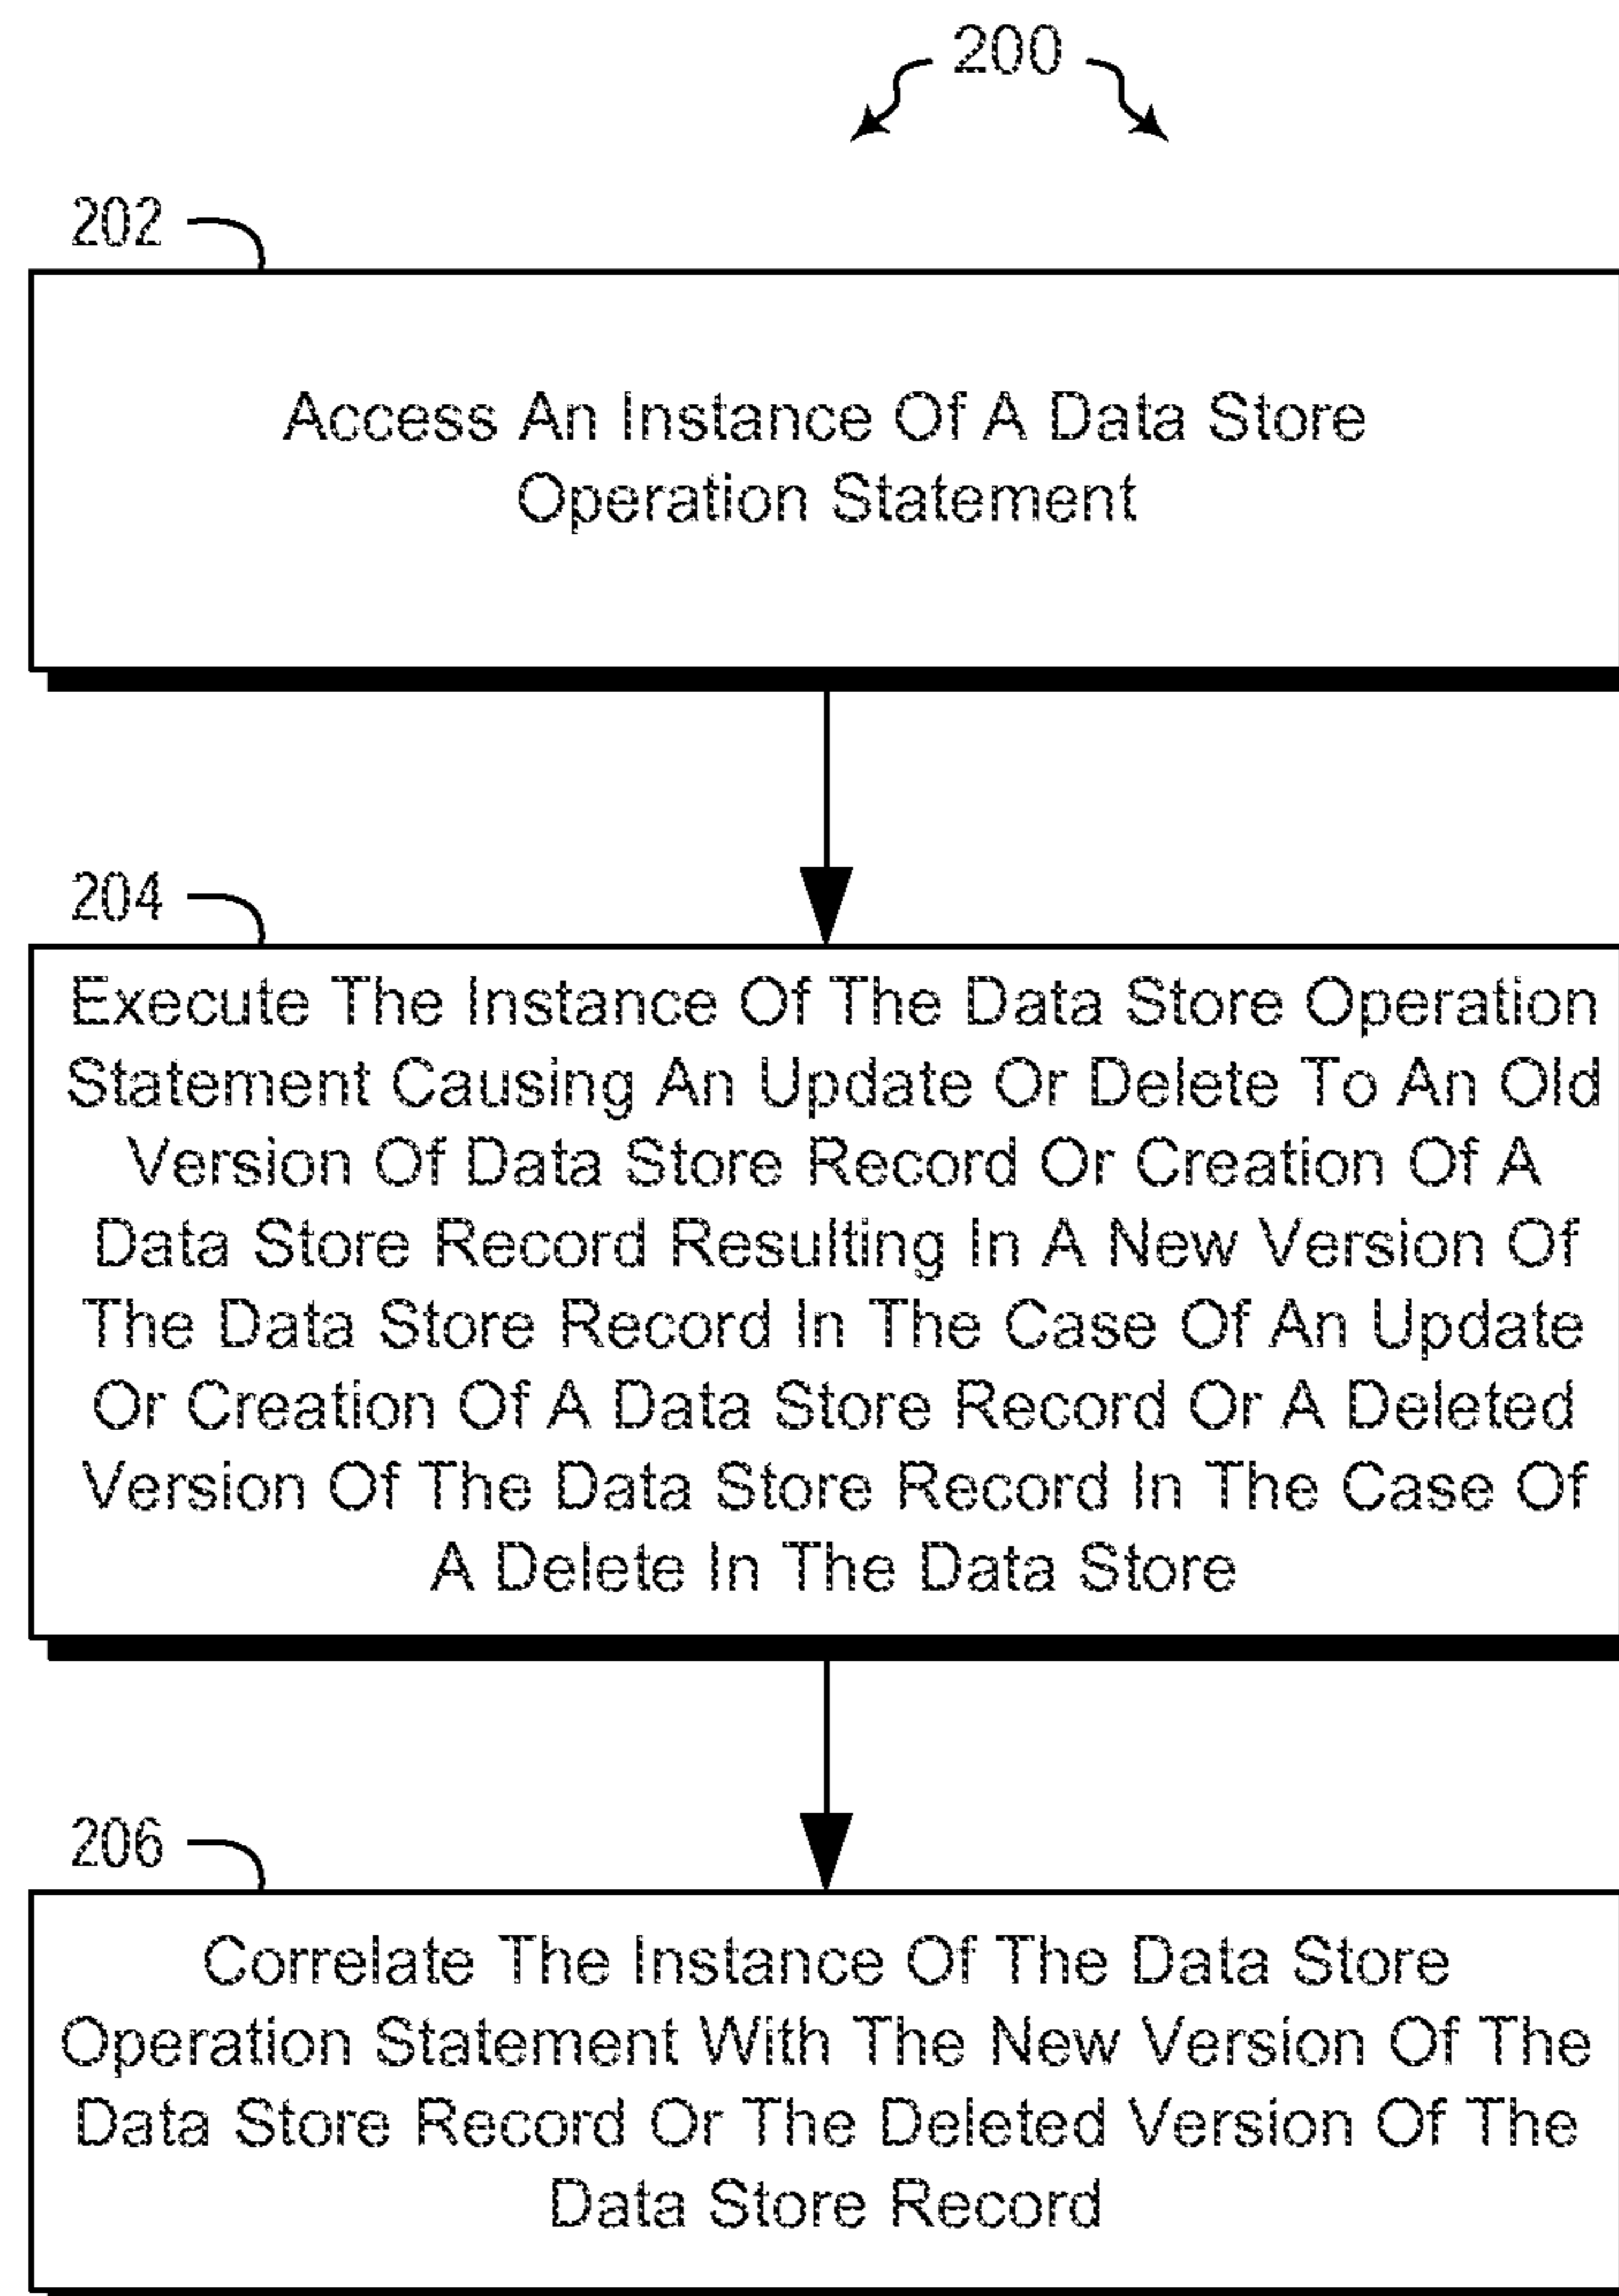 200
202
Access An Instance Of A Data Store
Operation Statement
204
Execute The Instance Of The Data Store Operation
Statement Causing An Update Or Delete To An Old
Version Of Data Store Record Or Creation Of A
Data Store Record Resulting In A New Version Of
The Data Store Record In The Case Of An Update
Or Creation Of A Data Store Record Or A Deleted
Version Of The Data Store Record In The Case Of
A Delete In The Data Store
206
Correlate The Instance Of The Data Store
Operation Statement With The New Version Of The
Data Store Record Or The Deleted Version Of The
Data Store Record